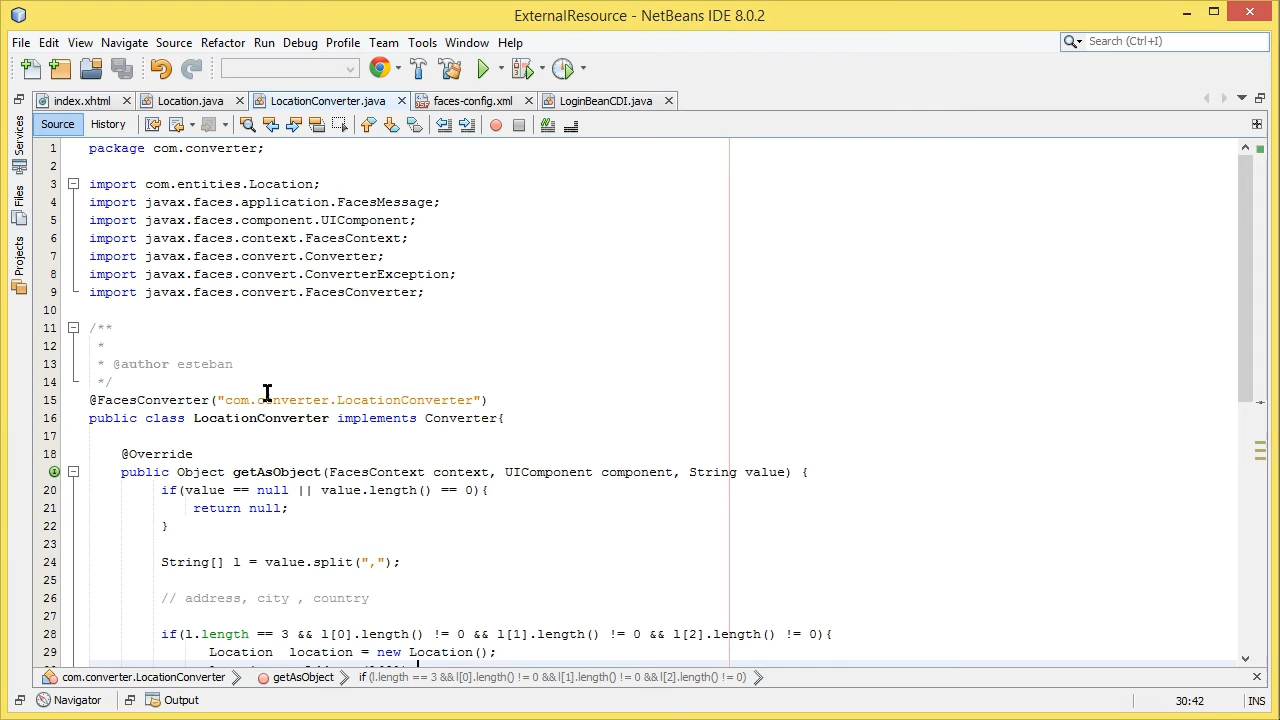 ExternalResource - NetBeans IDE 8.0.2
File Edit View Navigate Source Refactor Run Debug Profile Team Tools Window Help
Search (Ctrl+I)
index.xhtml Location.java LocationConverter.java faces-config.xml LoginBeanCDI.java
Source History
Services
Files
Projects
1 package com.converter;
2
3 import com.entities.Location;
4 import javax.faces.application.FacesMessage;
5 import javax.faces.component.UIComponent;
6 import javax.faces.context.FacesContext;
7 import javax.faces.convert.Converter;
8 import javax.faces.convert.ConverterException;
9 import javax.faces.convert.FacesConverter;
10
11 /**
12 *
13 * @author esteban
14 */
15 @FacesConverter("com.converter.LocationConverter")
16 public class LocationConverter implements Converter{
17
18 @Override
public Object getAsObject(FacesContext context, UIComponent component, String value) {
20 if(value == null || value.length() == 0){
21 return null;
22 }
23
24 String[] l = value.split(",");
25
26 // address, city , country
27
28 if(l.length == 3 && l[0].length() != 0 && l[1].length() != 0 && l[2].length() != 0){
29 Location location = new Location();
com.converter.LocationConverter getAsObject if (l.length == 3 && l[0].length() != 0 && l[1].length() != 0 && l[2].length() != 0)
Navigator Output 30:42 INS